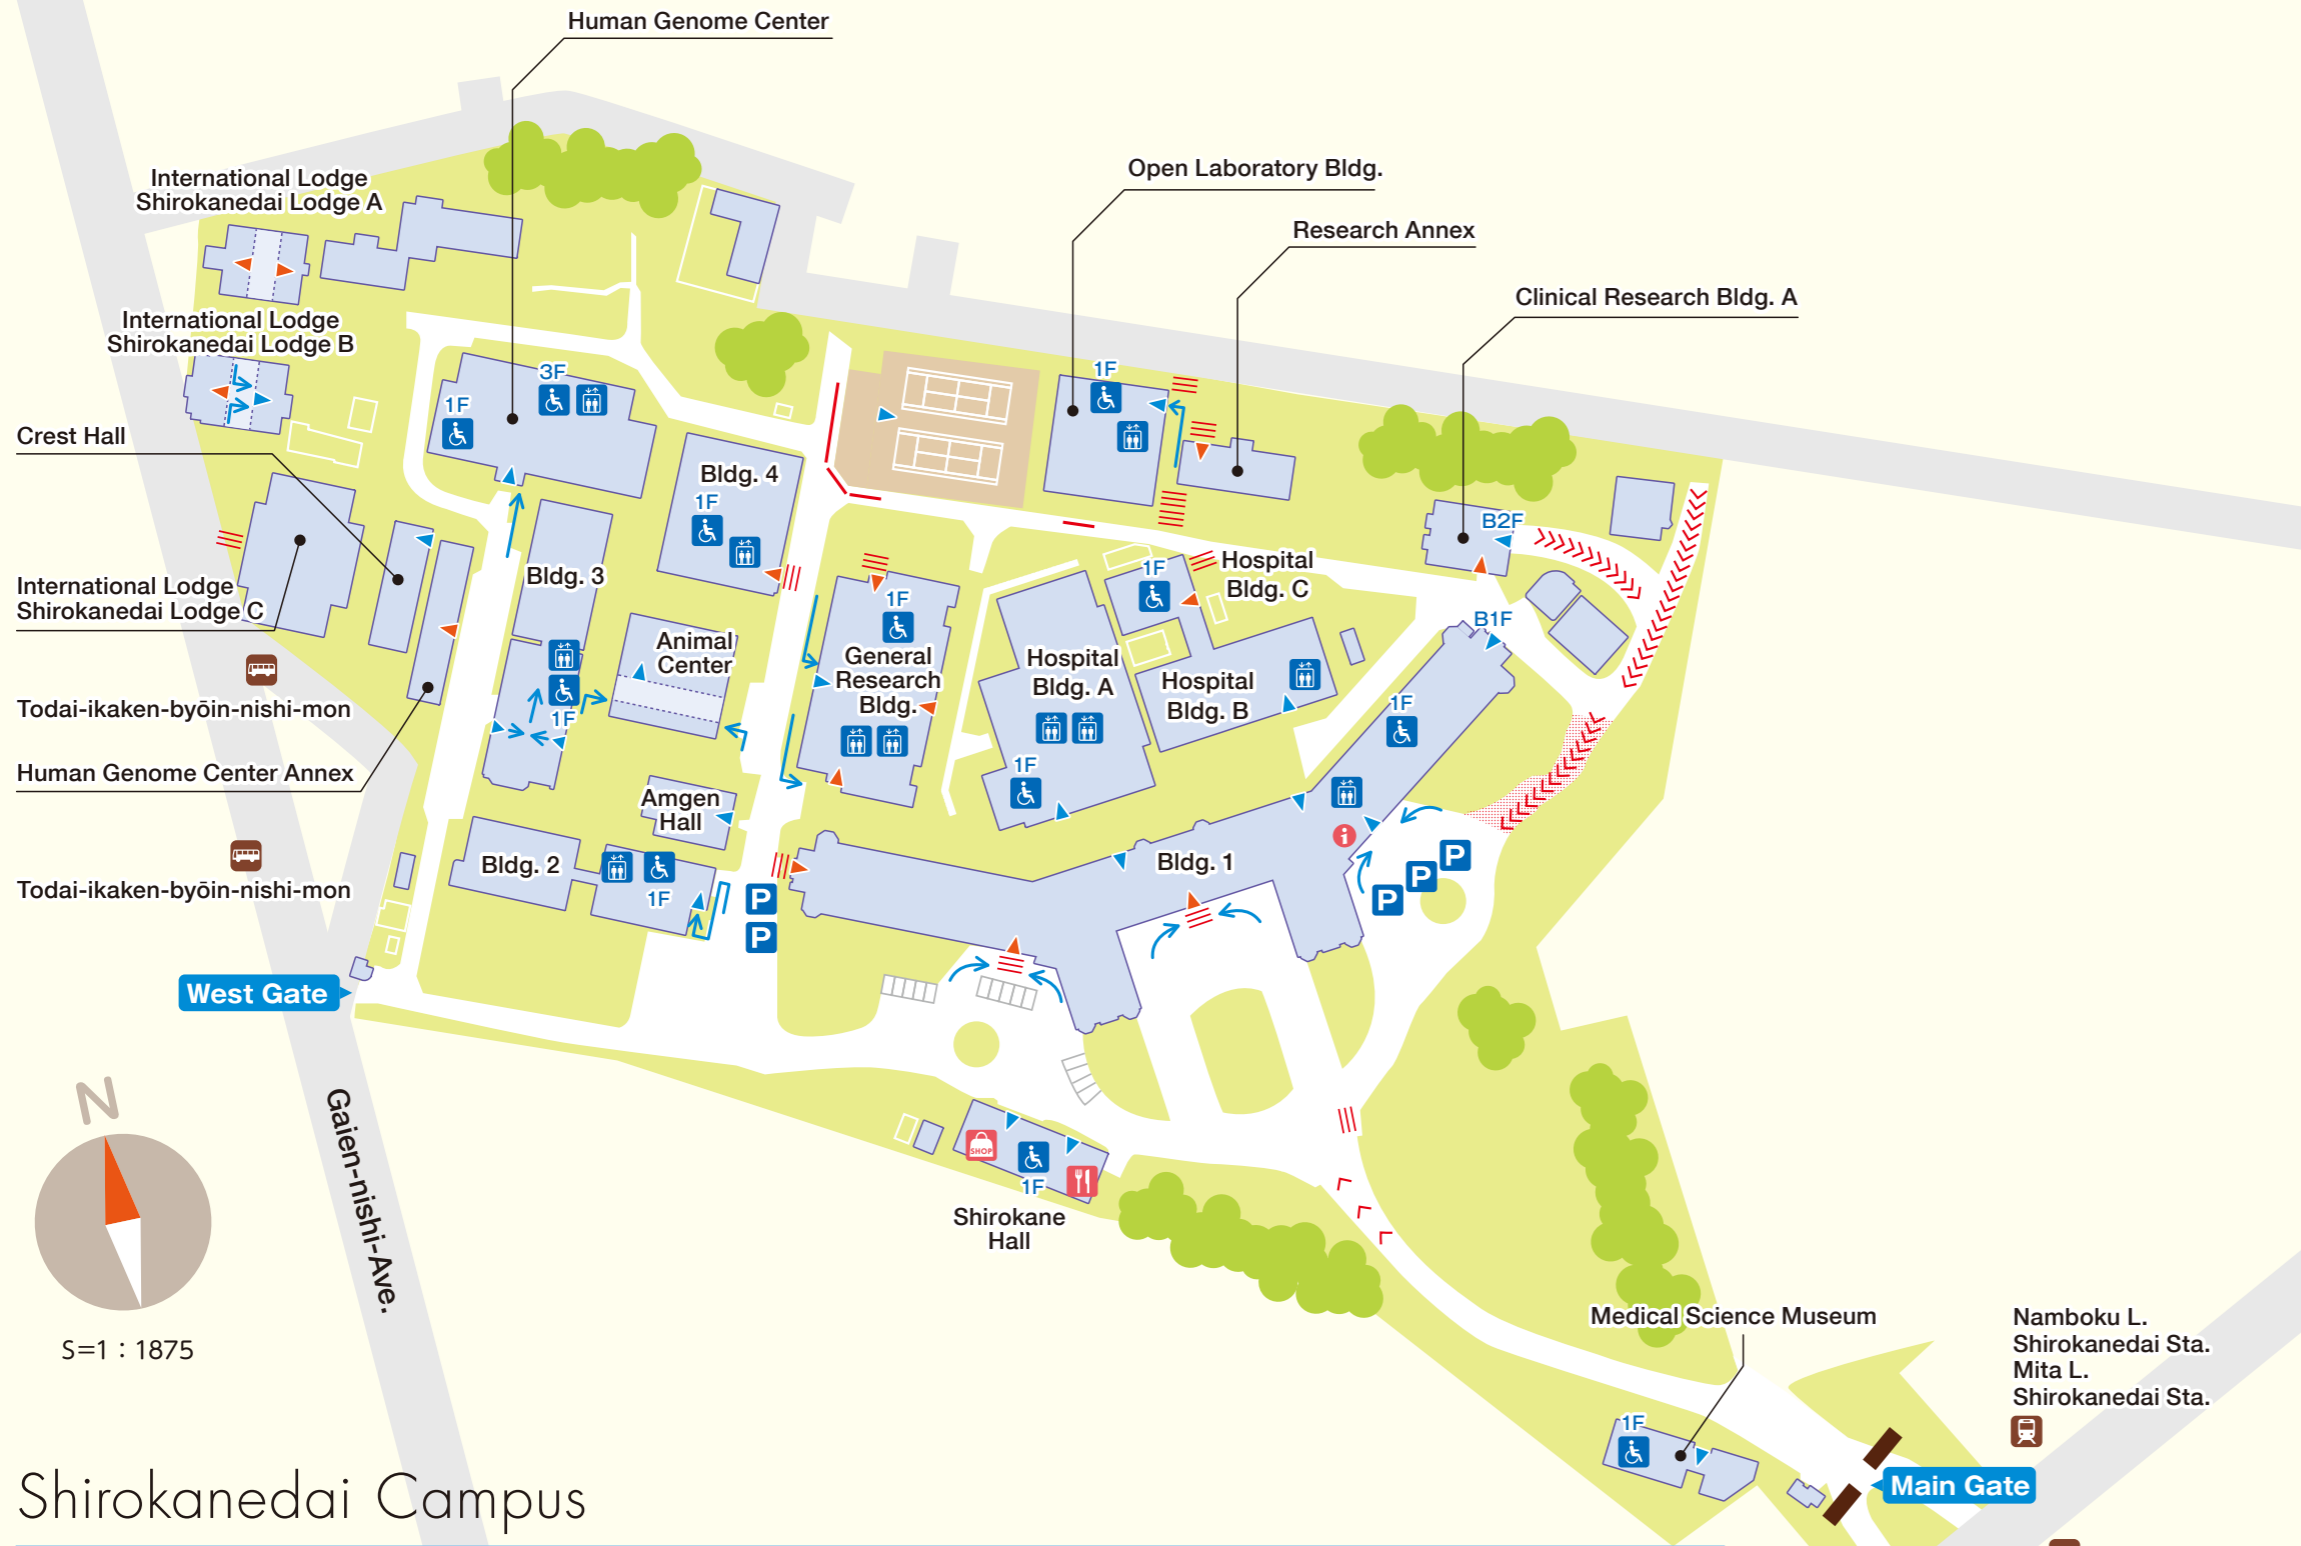 Human Genome Center
Open Laboratory Bldg.
International Lodge
Shirokanedai Lodge A
Research Annex
Clinical Research Bldg. A
International Lodge
Shirokanedai Lodge B
3F
1F
1F
Crest Hall
Bldg. 4
1F
B2F
International Lodge
Shirokanedai Lodge C
Bldg. 3
1F
Hospital
Bldg. C
1F
B1F
Animal
Center
General
Research
Bldg.
Hospital
Bldg. A
Hospital
Bldg. B
1F
1F
Todai-ikaken-byōin-nishi-mon
Human Genome Center Annex
1F
Amgen
Hall
Bldg. 2
1F
Bldg. 1
i
P
P
P
P
P
Todai-ikaken-byōin-nishi-mon
West Gate
N
Gaien-nishi-Ave.
SHOP
1F
Shirokane
Hall
S=1：1875
Medical Science Museum
1F
Namboku L.
Shirokanedai Sta.
Mita L.
Shirokanedai Sta.
Main Gate
Shirokanedai Campus